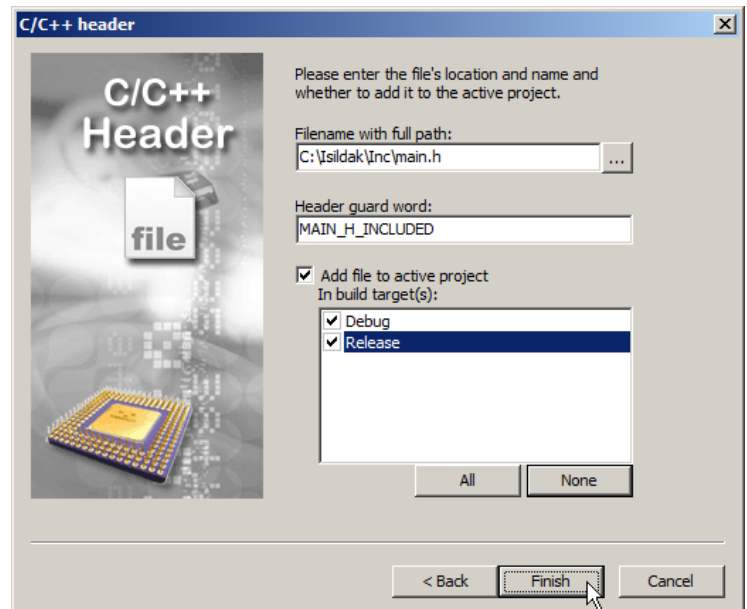 C/C++ header
C/C++
Header
file
Please enter the file's location and name and
whether to add it to the active project.
Filename with full path:
C:\Isildak\Inc\main.h
...
Header guard word:
MAIN_H_INCLUDED
Add file to active project
In build target(s):
Debug
Release
All
None
< Back
Finish
Cancel